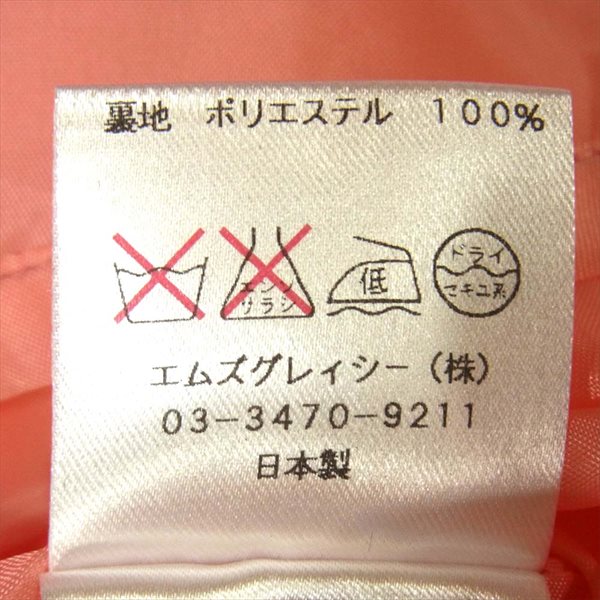 裏地 ポリエステル 100%
エンソ
サラシ
低
ドライ
セキユ系
エムズグレイシー(株)
03-3470-9211
日本製